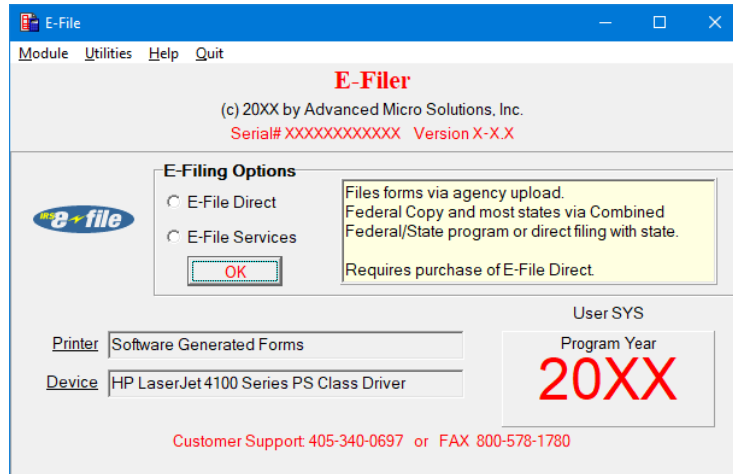 E-File
Module Utilities Help Quit
E-Filer
(c) 20XX by Advanced Micro Solutions, Inc.
Serial# XXXXXXXXXXXX Version X-X.X
E-Filing Options
E-File Direct
E-File Services
OK
Files forms via agency upload.
Federal Copy and most states via Combined
Federal/State program or direct filing with state.
Requires purchase of E-File Direct.
IRS e-file
User SYS
Printer Software Generated Forms
Device HP LaserJet 4100 Series PS Class Driver
Program Year
20XX
Customer Support: 405-340-0697 or FAX 800-578-1780